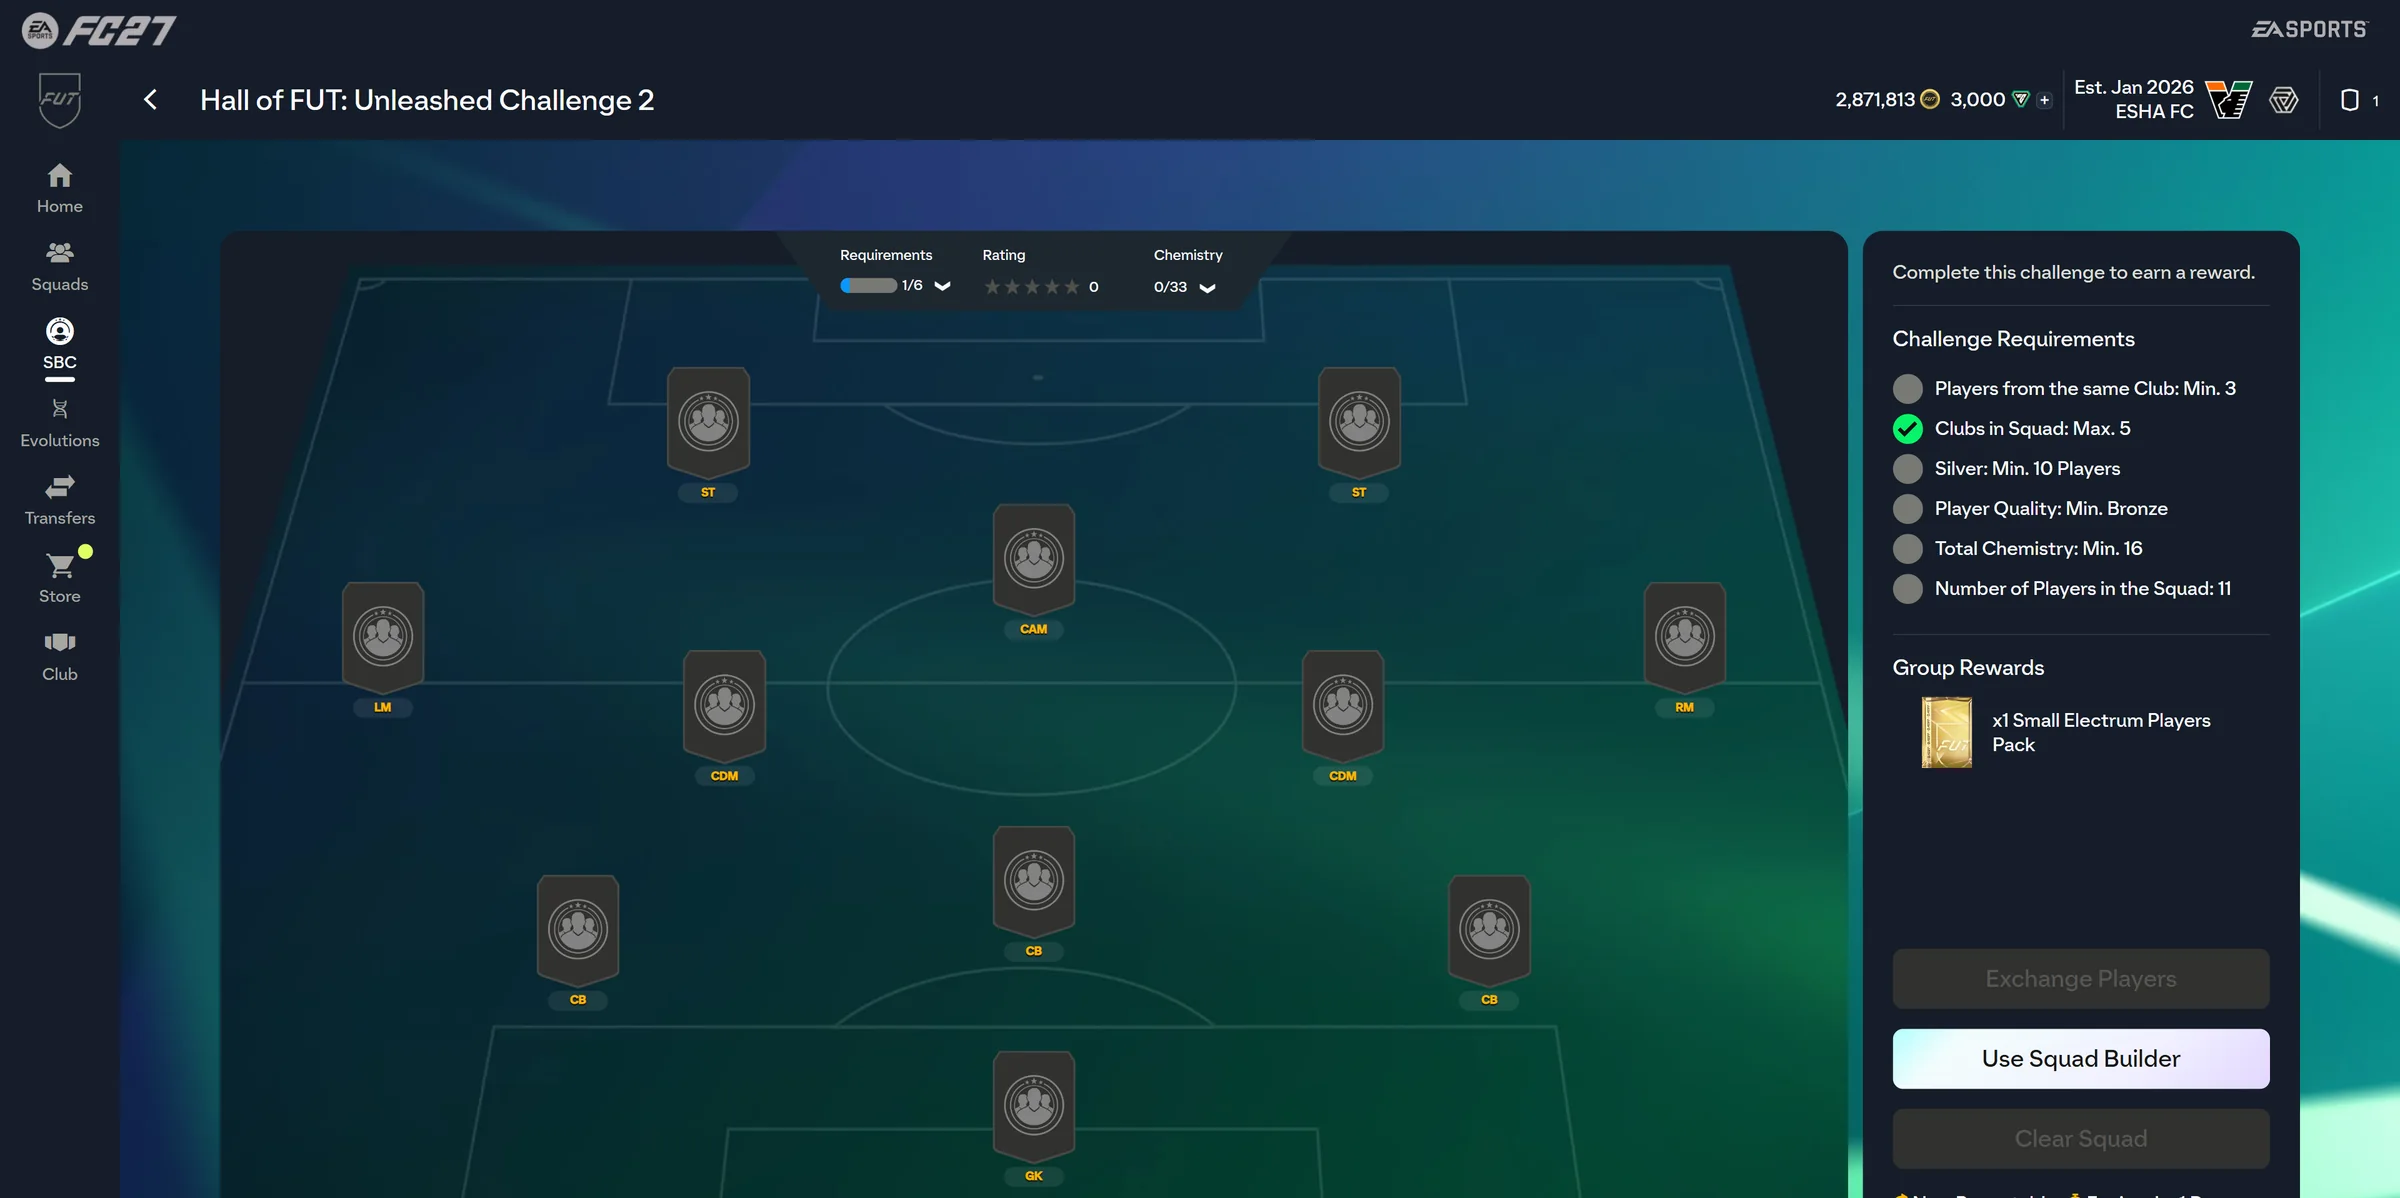 EA SPORTS FC27
EA SPORTS
FUT
Hall of FUT: Unleashed Challenge 2
2,871,813 3,000
Est. Jan 2026
ESHA FC
1
Home
Squads
SBC
Evolutions
Transfers
Store
Club
Requirements
1/6
Rating
0
Chemistry
0/33
ST
ST
CAM
LM
RM
CDM
CDM
CB
CB
CB
GK
Complete this challenge to earn a reward.
Challenge Requirements
Players from the same Club: Min. 3
Clubs in Squad: Max. 5
Silver: Min. 10 Players
Player Quality: Min. Bronze
Total Chemistry: Min. 16
Number of Players in the Squad: 11
Group Rewards
FUT
x1 Small Electrum Players
Pack
Exchange Players
Use Squad Builder
Clear Squad